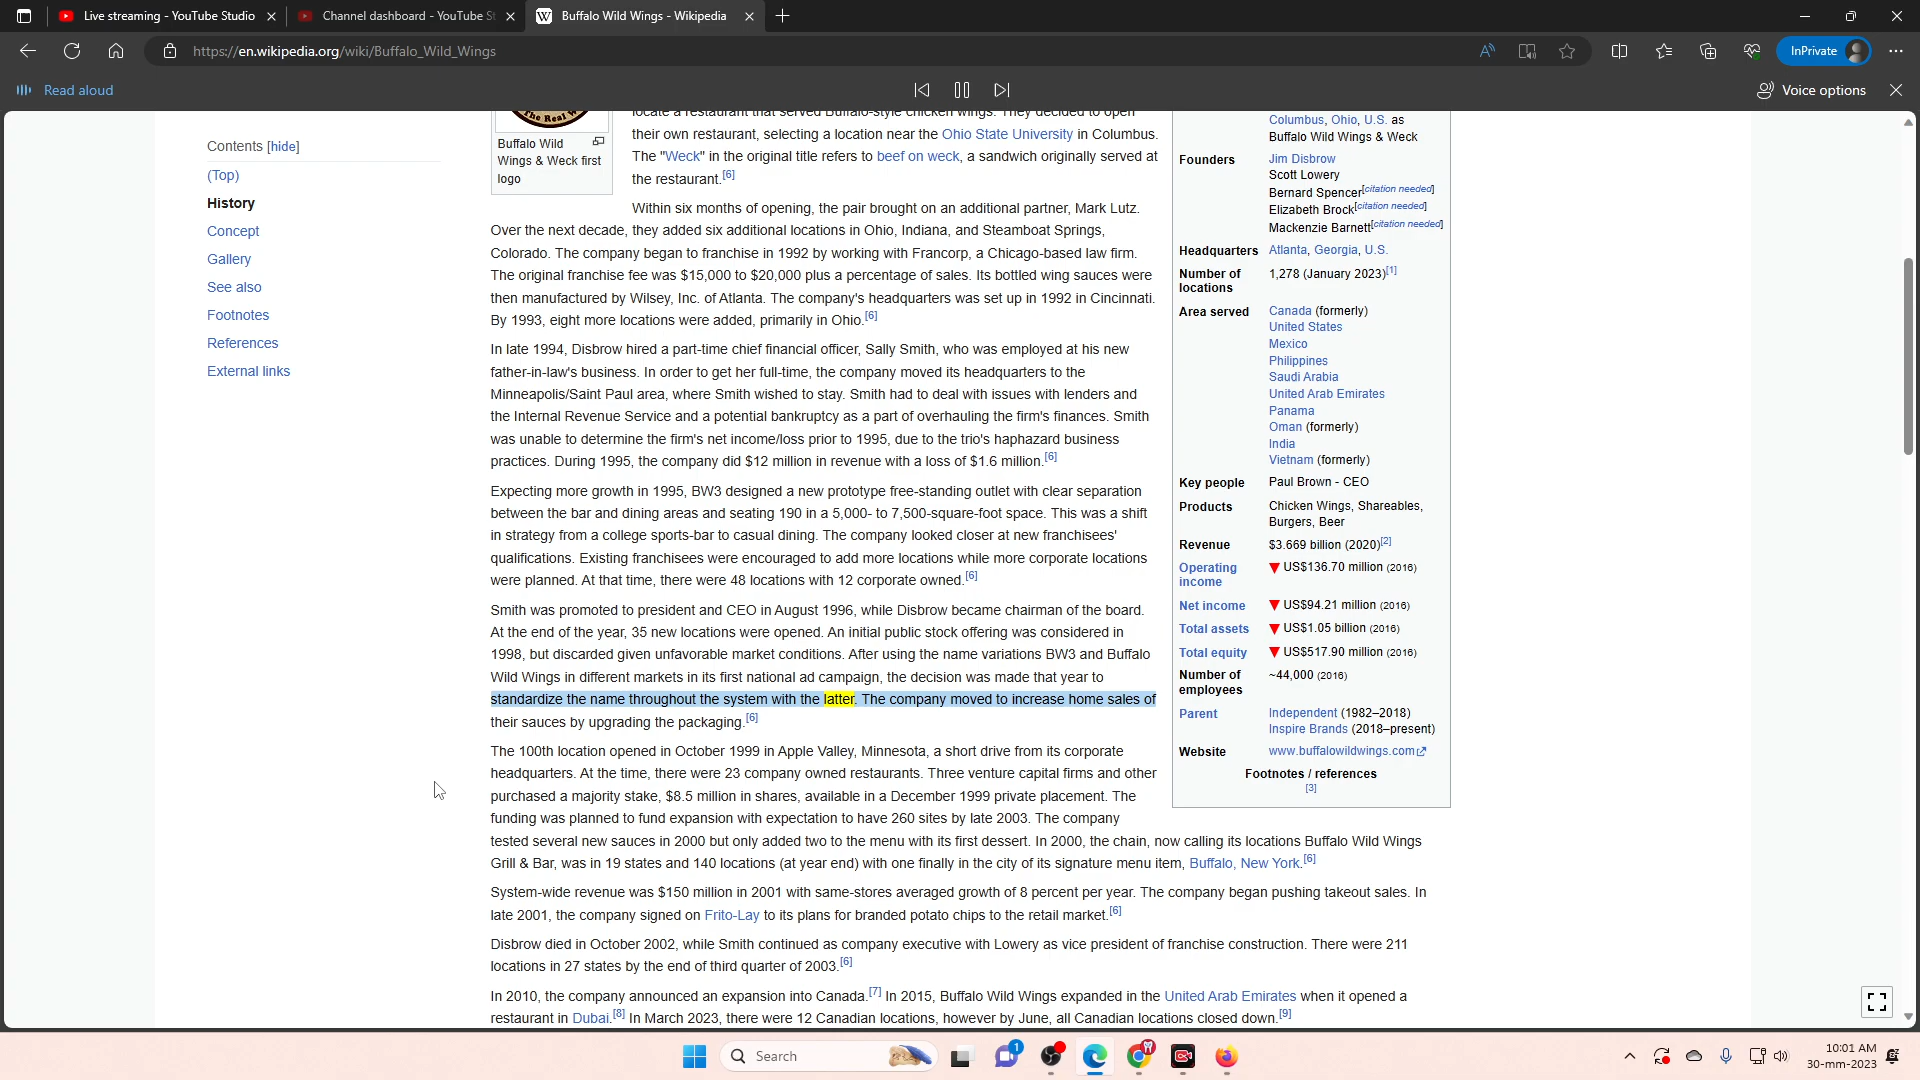 Live streaming - YouTube Studio
Channel dashboard - YouTube St
Buffalo Wild Wings - Wikipedia
https://en.wikipedia.org/wiki/Buffalo_Wild_Wings
InPrivate
Read aloud
Voice options
Contents [hide]
(Top)
History
Concept
Gallery
See also
Footnotes
References
External links
The Real W
Buffalo Wild
Wings & Weck first
logo
locate a restaurant that served Buffalo-style chicken wings. They decided to open
their own restaurant, selecting a location near the Ohio State University in Columbus.
The "Weck" in the original title refers to beef on weck, a sandwich originally served at
the restaurant.[6]
Within six months of opening, the pair brought on an additional partner, Mark Lutz.
Over the next decade, they added six additional locations in Ohio, Indiana, and Steamboat Springs,
Colorado. The company began to franchise in 1992 by working with Francorp, a Chicago-based law firm.
The original franchise fee was $15,000 to $20,000 plus a percentage of sales. Its bottled wing sauces were
then manufactured by Wilsey, Inc. of Atlanta. The company's headquarters was set up in 1992 in Cincinnati.
By 1993, eight more locations were added, primarily in Ohio.[6]
In late 1994, Disbrow hired a part-time chief financial officer, Sally Smith, who was employed at his new
father-in-law's business. In order to get her full-time, the company moved its headquarters to the
Minneapolis/Saint Paul area, where Smith wished to stay. Smith had to deal with issues with lenders and
the Internal Revenue Service and a potential bankruptcy as a part of overhauling the firm's finances. Smith
was unable to determine the firm's net income/loss prior to 1995, due to the trio's haphazard business
practices. During 1995, the company did $12 million in revenue with a loss of $1.6 million.[6]
Expecting more growth in 1995, BW3 designed a new prototype free-standing outlet with clear separation
between the bar and dining areas and seating 190 in a 5,000- to 7,500-square-foot space. This was a shift
in strategy from a college sports-bar to casual dining. The company looked closer at new franchisees'
qualifications. Existing franchisees were encouraged to add more locations while more corporate locations
were planned. At that time, there were 48 locations with 12 corporate owned.[6]
Smith was promoted to president and CEO in August 1996, while Disbrow became chairman of the board.
At the end of the year, 35 new locations were opened. An initial public stock offering was considered in
1998, but discarded given unfavorable market conditions. After using the name variations BW3 and Buffalo
Wild Wings in different markets in its first national ad campaign, the decision was made that year to
standardize the name throughout the system with the latter. The company moved to increase home sales of
their sauces by upgrading the packaging.[6]
The 100th location opened in October 1999 in Apple Valley, Minnesota, a short drive from its corporate
headquarters. At the time, there were 23 company owned restaurants. Three venture capital firms and other
purchased a majority stake, $8.5 million in shares, available in a December 1999 private placement. The
funding was planned to fund expansion with expectation to have 260 sites by late 2003. The company
tested several new sauces in 2000 but only added two to the menu with its first dessert. In 2000, the chain, now calling its locations Buffalo Wild Wings
Grill & Bar, was in 19 states and 140 locations (at year end) with one finally in the city of its signature menu item, Buffalo, New York.[6]
System-wide revenue was $150 million in 2001 with same-stores averaged growth of 8 percent per year. The company began pushing takeout sales. In
late 2001, the company signed on Frito-Lay to its plans for branded potato chips to the retail market.[6]
Disbrow died in October 2002, while Smith continued as company executive with Lowery as vice president of franchise construction. There were 211
locations in 27 states by the end of third quarter of 2003.[6]
In 2010, the company announced an expansion into Canada.[7] In 2015, Buffalo Wild Wings expanded in the United Arab Emirates when it opened a
restaurant in Dubai.[8] In March 2023, there were 12 Canadian locations, however by June, all Canadian locations closed down.[9]
Columbus, Ohio, U.S. as
Buffalo Wild Wings & Weck
Founders Jim Disbrow
Scott Lowery
Bernard Spencer[citation needed]
Elizabeth Brock[citation needed]
Mackenzie Barnett[citation needed]
Headquarters Atlanta, Georgia, U.S.
Number of locations 1,278 (January 2023)[1]
Area served Canada (formerly)
United States
Mexico
Philippines
Saudi Arabia
United Arab Emirates
Panama
Oman (formerly)
India
Vietnam (formerly)
Key people Paul Brown - CEO
Products Chicken Wings, Shareables,
Burgers, Beer
Revenue $3.669 billion (2020)[2]
Operating income ▼ US$136.70 million (2016)
Net income ▼ US$94.21 million (2016)
Total assets ▼ US$1.05 billion (2016)
Total equity ▼ US$517.90 million (2016)
Number of employees ~44,000 (2016)
Parent Independent (1982–2018)
Inspire Brands (2018–present)
Website www.buffalowildwings.com
Footnotes / references
[3]
Search
1
10:01 AM
30-mm-2023